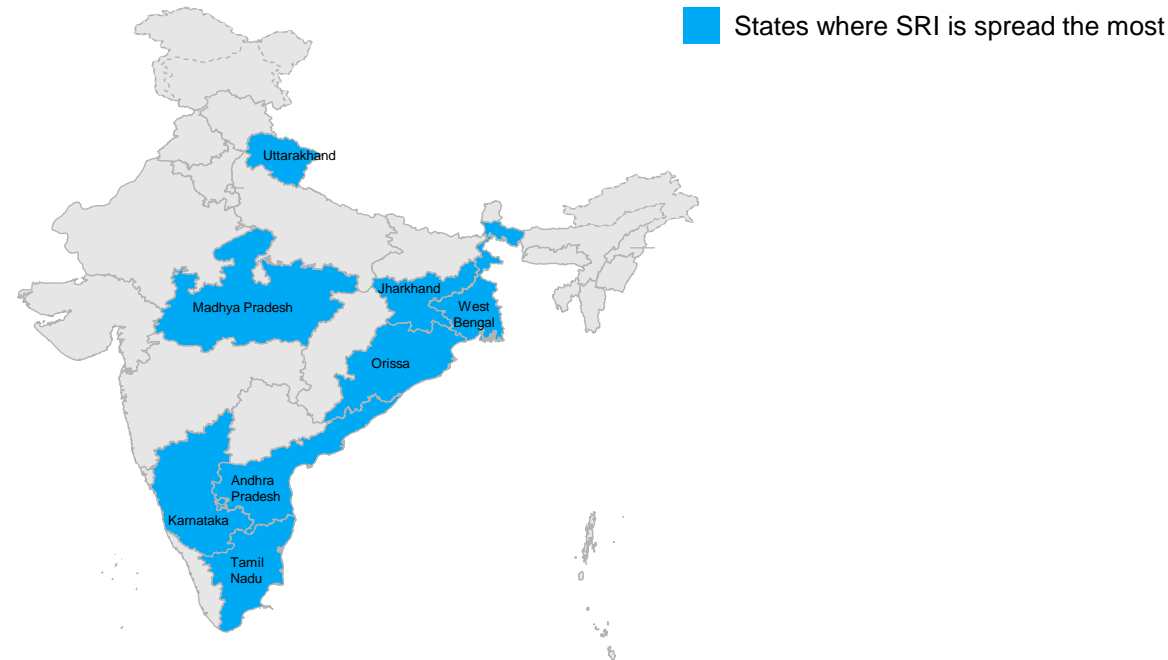 States where SRI is spread the most
Uttarakhand
Jharkhand
Madhya Pradesh
West
Bengal
Orissa
Andhra
Pradesh
Karnataka
Tamil
Nadu